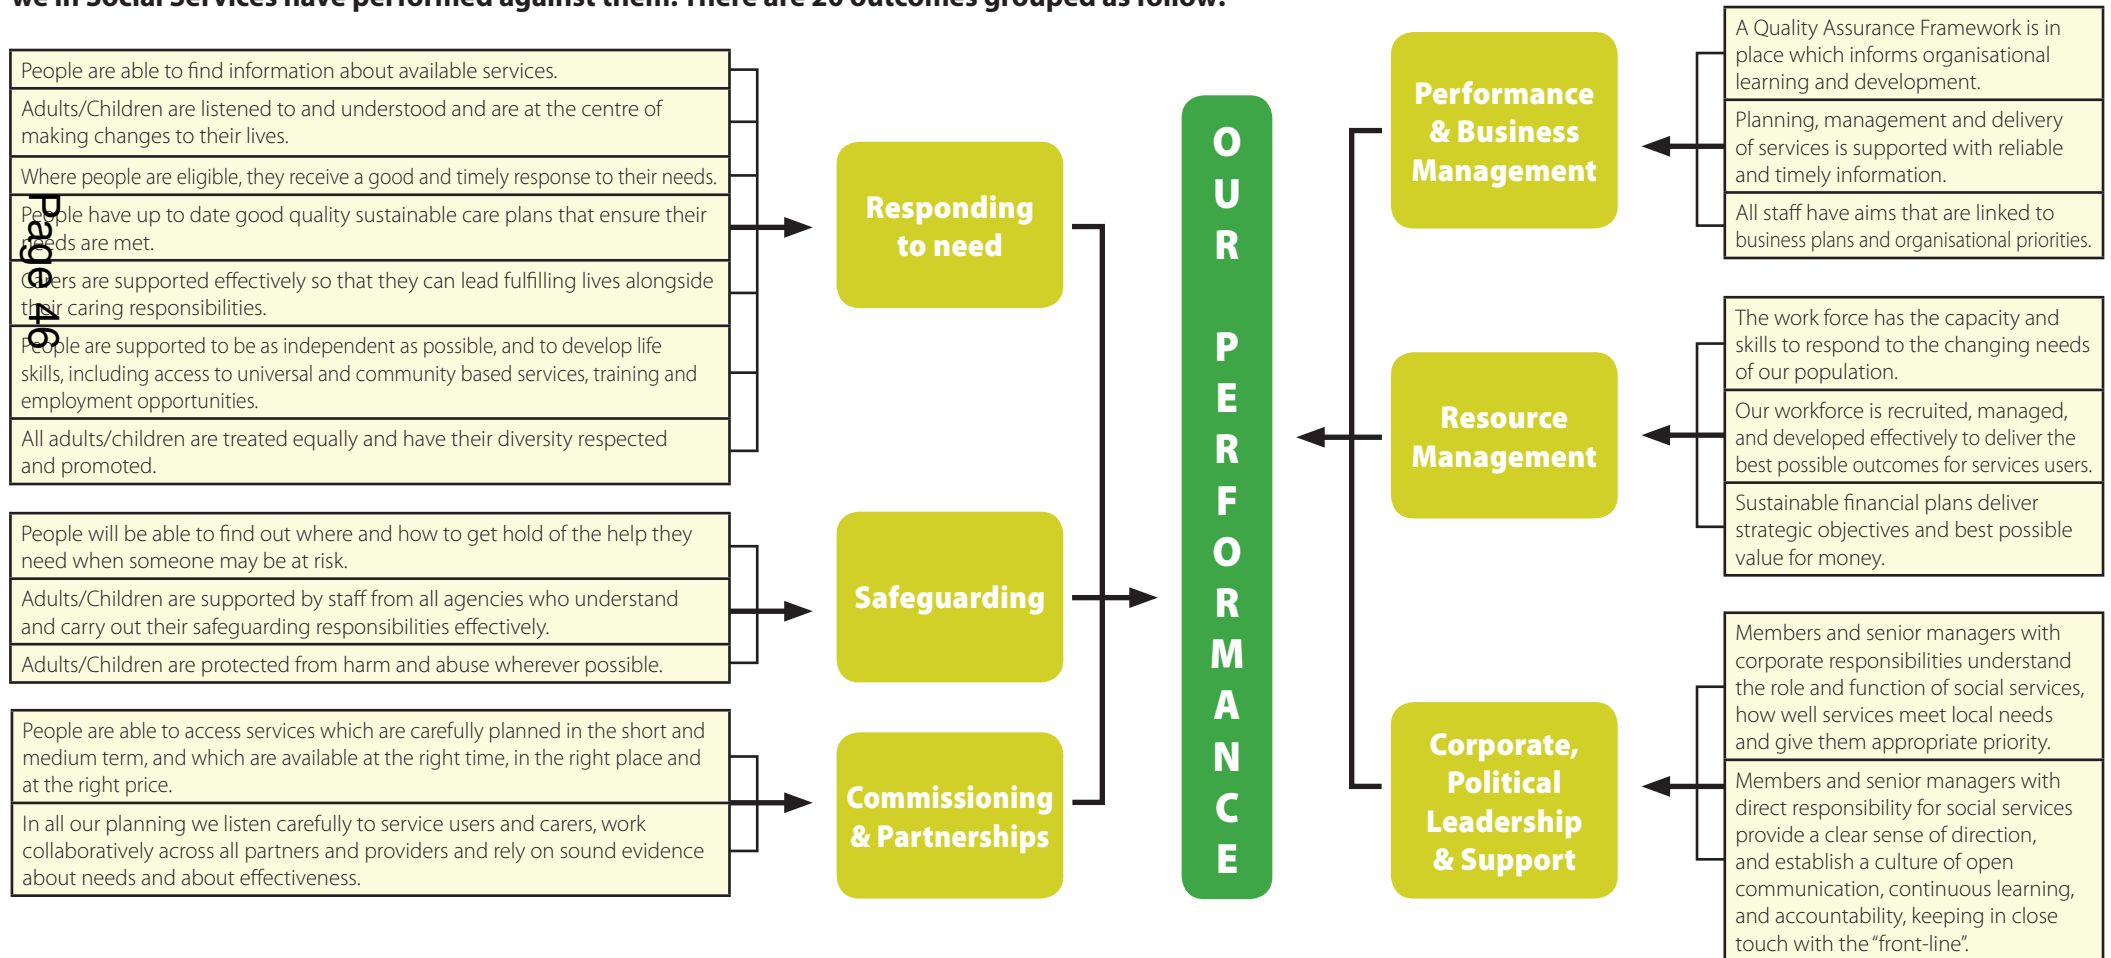 we in Social Services have performed against them. There are 20 outcomes grouped as follow:
People are able to find information about available services.
Adults/Children are listened to and understood and are at the centre of
making changes to their lives.
Where people are eligible, they receive a good and timely response to their needs.
People have up to date good quality sustainable care plans that ensure their
needs are met.
Carers are supported effectively so that they can lead fulfilling lives alongside
their caring responsibilities.
People are supported to be as independent as possible, and to develop life
skills, including access to universal and community based services, training and
employment opportunities.
All adults/children are treated equally and have their diversity respected
and promoted.
Page 46
People will be able to find out where and how to get hold of the help they
need when someone may be at risk.
Adults/Children are supported by staff from all agencies who understand
and carry out their safeguarding responsibilities effectively.
Adults/Children are protected from harm and abuse wherever possible.
People are able to access services which are carefully planned in the short and
medium term, and which are available at the right time, in the right place and
at the right price.
In all our planning we listen carefully to service users and carers, work
collaboratively across all partners and providers and rely on sound evidence
about needs and about effectiveness.
Responding
to need
Safeguarding
Commissioning
& Partnerships
OUR PERFORMANCE
Performance
& Business
Management
Resource
Management
Corporate,
Political
Leadership
& Support
A Quality Assurance Framework is in
place which informs organisational
learning and development.
Planning, management and delivery
of services is supported with reliable
and timely information.
All staff have aims that are linked to
business plans and organisational priorities.
The work force has the capacity and
skills to respond to the changing needs
of our population.
Our workforce is recruited, managed,
and developed effectively to deliver the
best possible outcomes for services users.
Sustainable financial plans deliver
strategic objectives and best possible
value for money.
Members and senior managers with
corporate responsibilities understand
the role and function of social services,
how well services meet local needs
and give them appropriate priority.
Members and senior managers with
direct responsibility for social services
provide a clear sense of direction,
and establish a culture of open
communication, continuous learning,
and accountability, keeping in close
touch with the “front-line”.